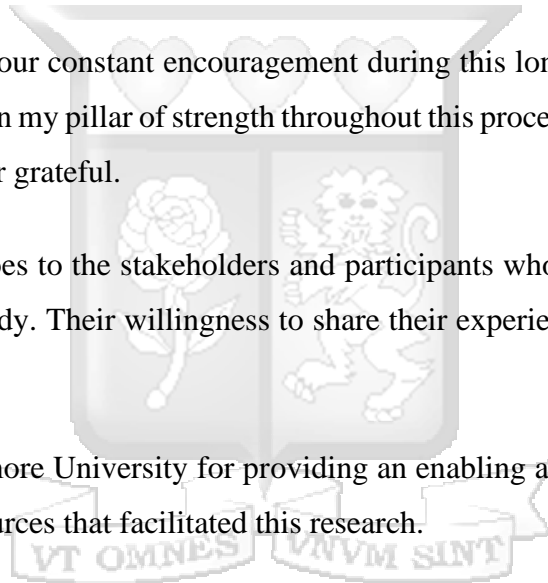 our constant encouragement during this lon
n my pillar of strength throughout this proce
r grateful.
es to the stakeholders and participants who
dy. Their willingness to share their experie
ore University for providing an enabling a
urces that facilitated this research.
VT OMNES VNVM SINT